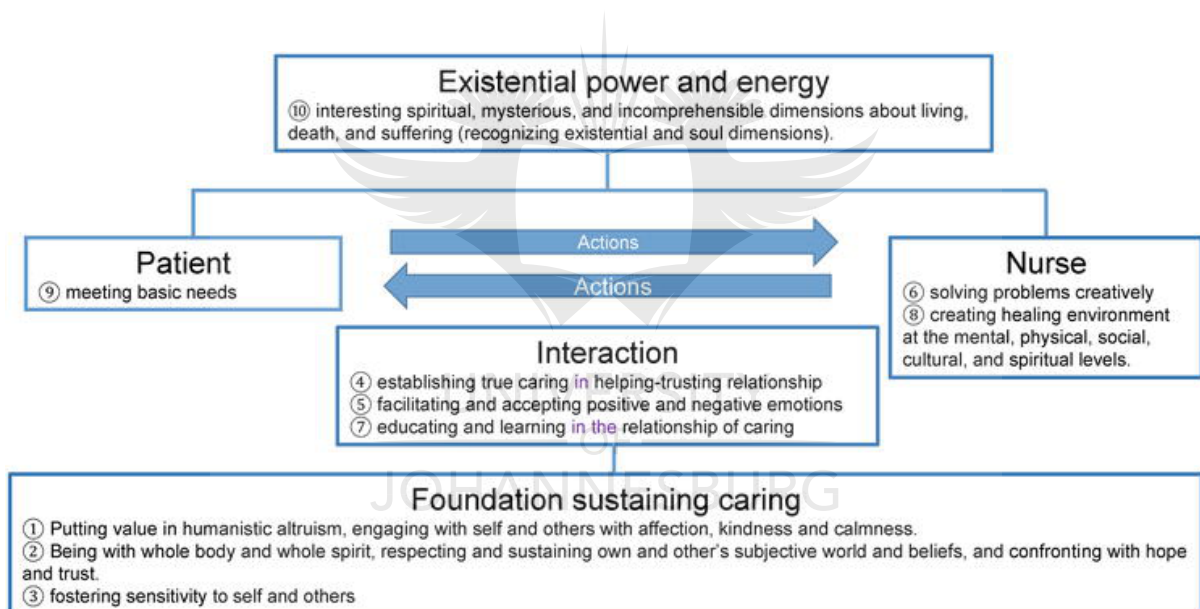 Existential power and energy
⑩ interesting spiritual, mysterious, and incomprehensible dimensions about living,
death, and suffering (recognizing existential and soul dimensions).
Actions
Actions
Patient
⑨ meeting basic needs
Nurse
⑥ solving problems creatively
⑧ creating healing environment
at the mental, physical, social,
cultural, and spiritual levels.
Interaction
④ establishing true caring in helping-trusting relationship
⑤ facilitating and accepting positive and negative emotions
⑦ educating and learning in the relationship of caring
UNIVERSITY
OF
JOHANNESBURG
Foundation sustaining caring
① Putting value in humanistic altruism, engaging with self and others with affection, kindness and calmness.
② Being with whole body and whole spirit, respecting and sustaining own and other's subjective world and beliefs, and confronting with hope
and trust.
③ fostering sensitivity to self and others